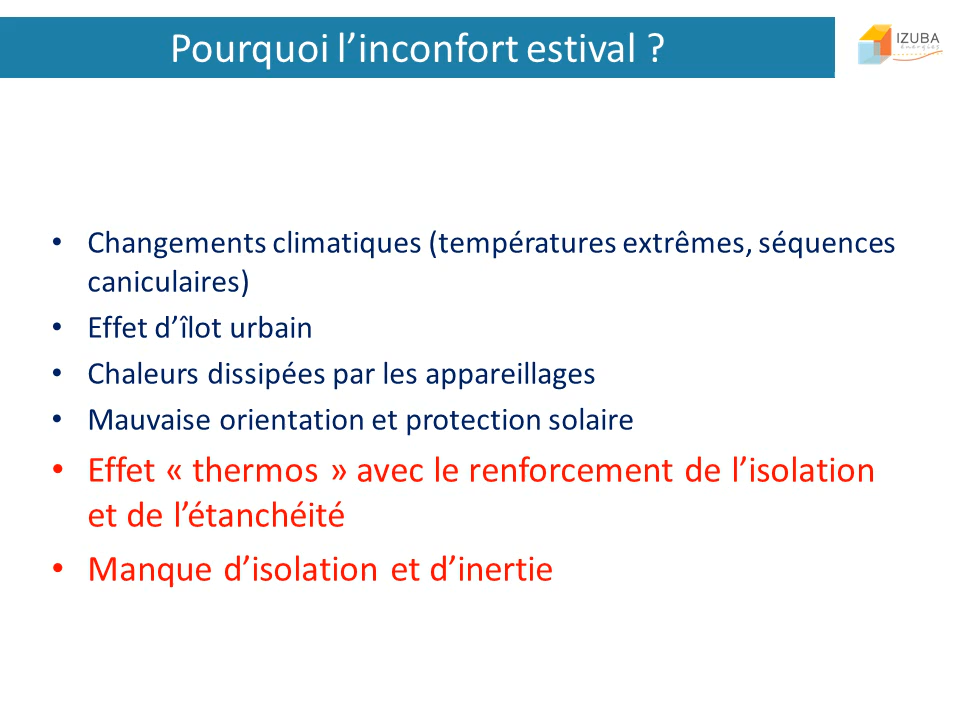 Pourquoi l’inconfort estival ?
IZUBA
énergies
• Changements climatiques (températures extrêmes, séquences
caniculaires)
• Effet d’îlot urbain
• Chaleurs dissipées par les appareillages
• Mauvaise orientation et protection solaire
• Effet « thermos » avec le renforcement de l’isolation
et de l’étanchéité
• Manque d’isolation et d’inertie